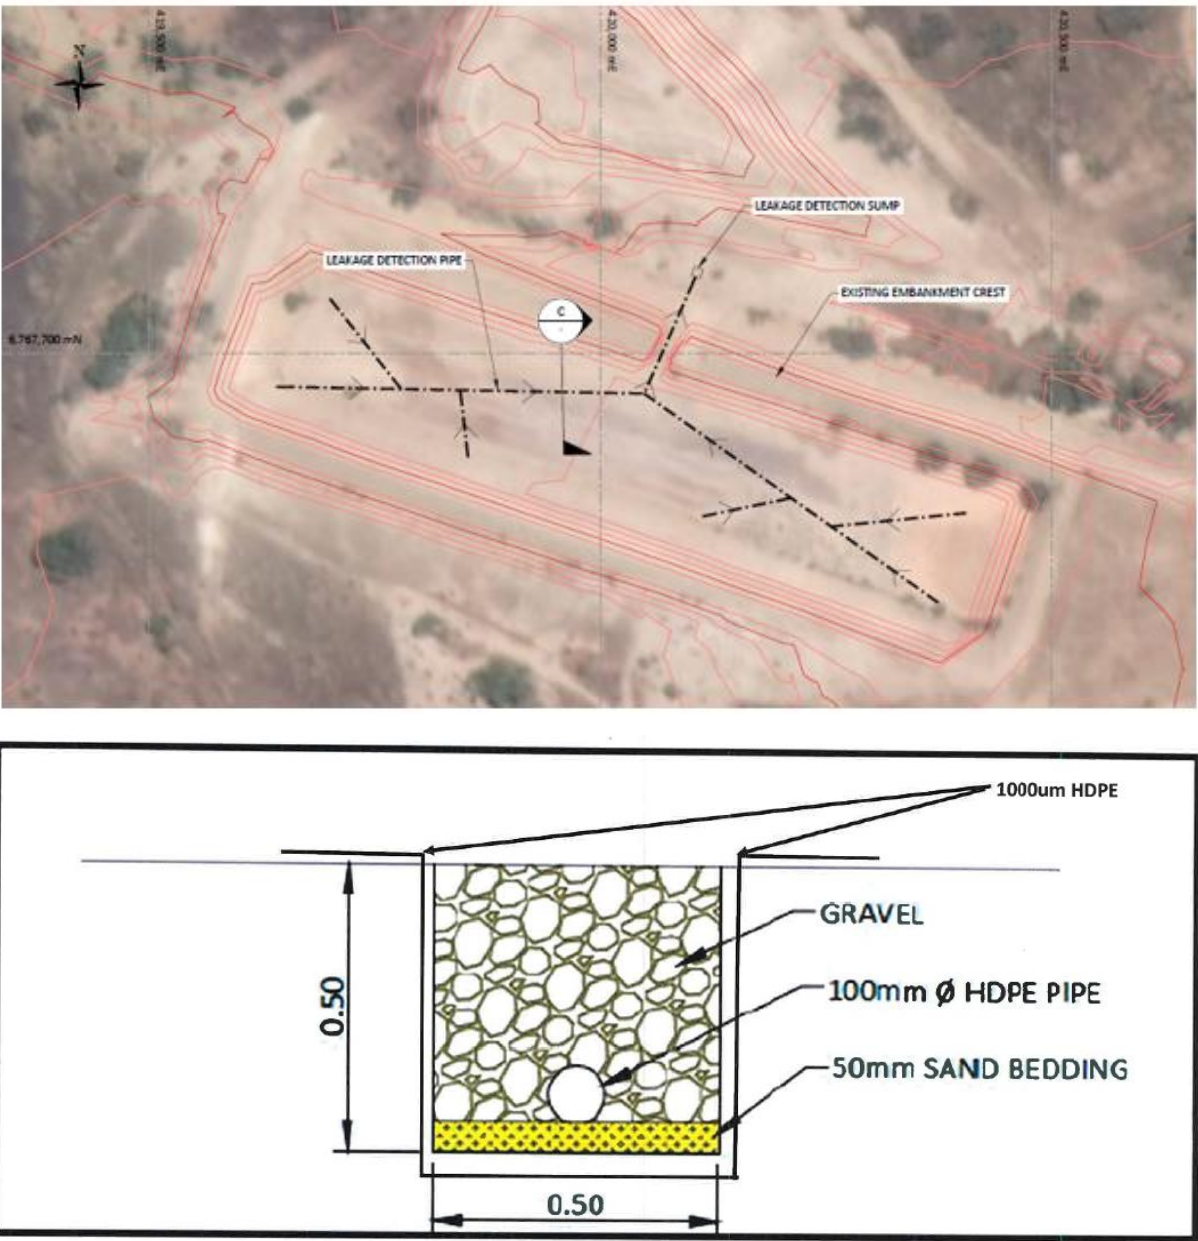 N
419,500 mE
420,000 mE
420,500 mE
LEAKAGE DETECTION SUMP
LEAKAGE DETECTION PIPE
EXISTING EMBANKMENT CREST
C
6,767,700 mN
1000um HDPE
GRAVEL
0.50
100mm Ø HDPE PIPE
50mm SAND BEDDING
0.50